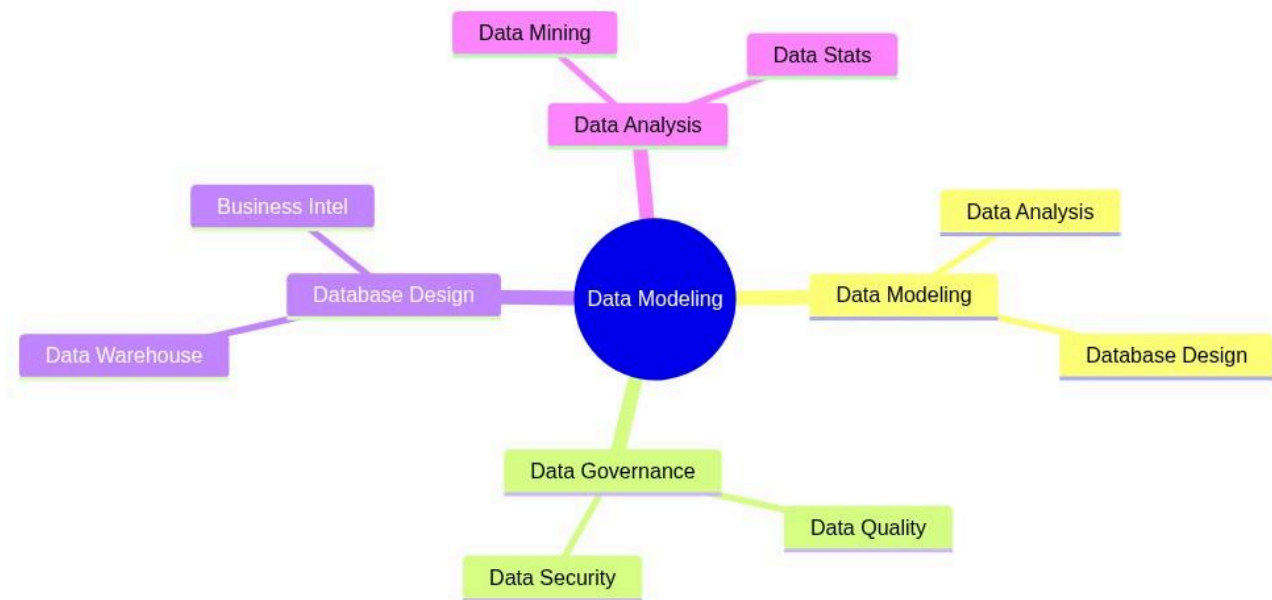 Data Mining
Data Stats
Data Analysis
Business Intel
Data Analysis
Database Design
Data Modeling
Data Modeling
Data Warehouse
Database Design
Data Governance
Data Quality
Data Security